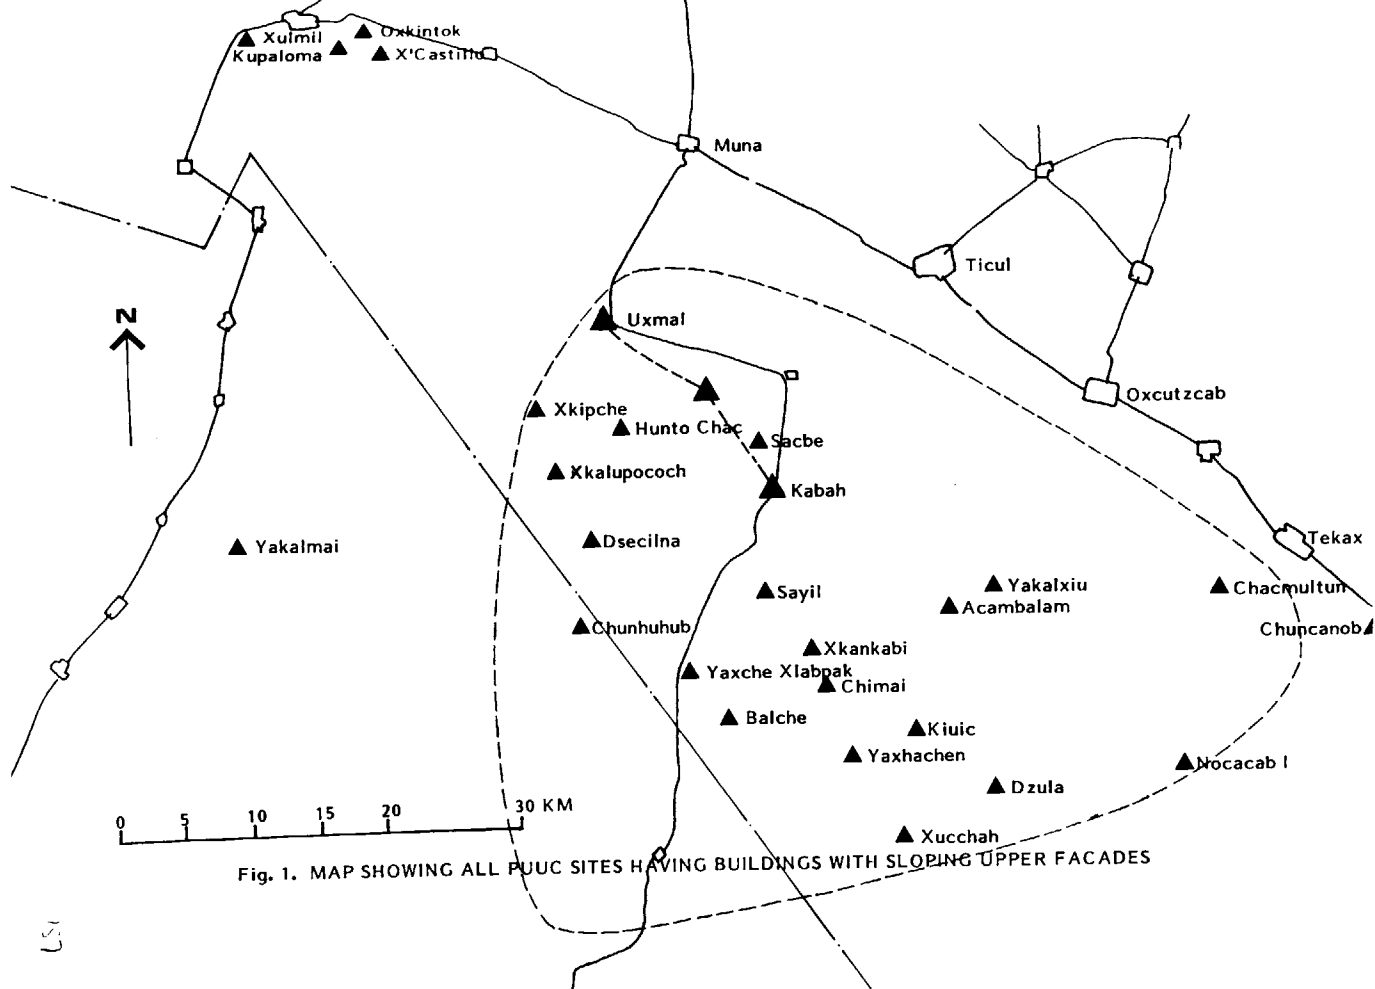 Xulmil
Oxkintok
Kupaloma
X'Castillo
Muna
Ticul
N
Uxmal
Oxcutzcab
Xkipche
Hunto Chac
Sacbe
Xkalupococh
Kabah
Dsecilna
Tekax
Yakalmai
Sayil
Yakalxiu
Chacmultun
Acambalam
Chunhuhub
Chuncanob
Xkankabi
Yaxche Xlabpak
Chimai
Balche
Kiuic
Yaxhachen
Nocacab I
Dzula
0 5 10 15 20 30 KM
Xucchah
Fig. 1. MAP SHOWING ALL PUUC SITES HAVING BUILDINGS WITH SLOPING UPPER FACADES